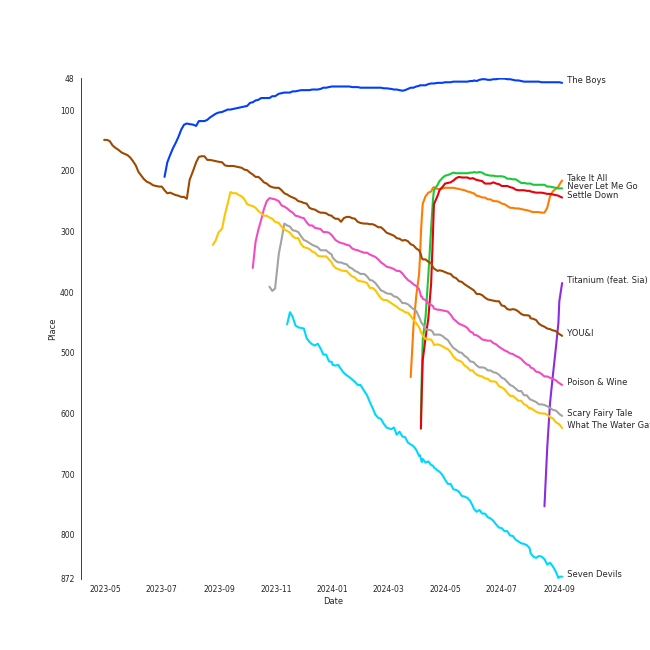 48
100
200
300
400
500
600
700
800
872
Place
2023-05
2023-07
2023-09
2023-11
2024-01
2024-03
2024-05
2024-07
2024-09
Date
The Boys
Take It All
Never Let Me Go
Settle Down
Titanium (feat. Sia)
YOU&I
Poison & Wine
Scary Fairy Tale
What The Water Ga
Seven Devils